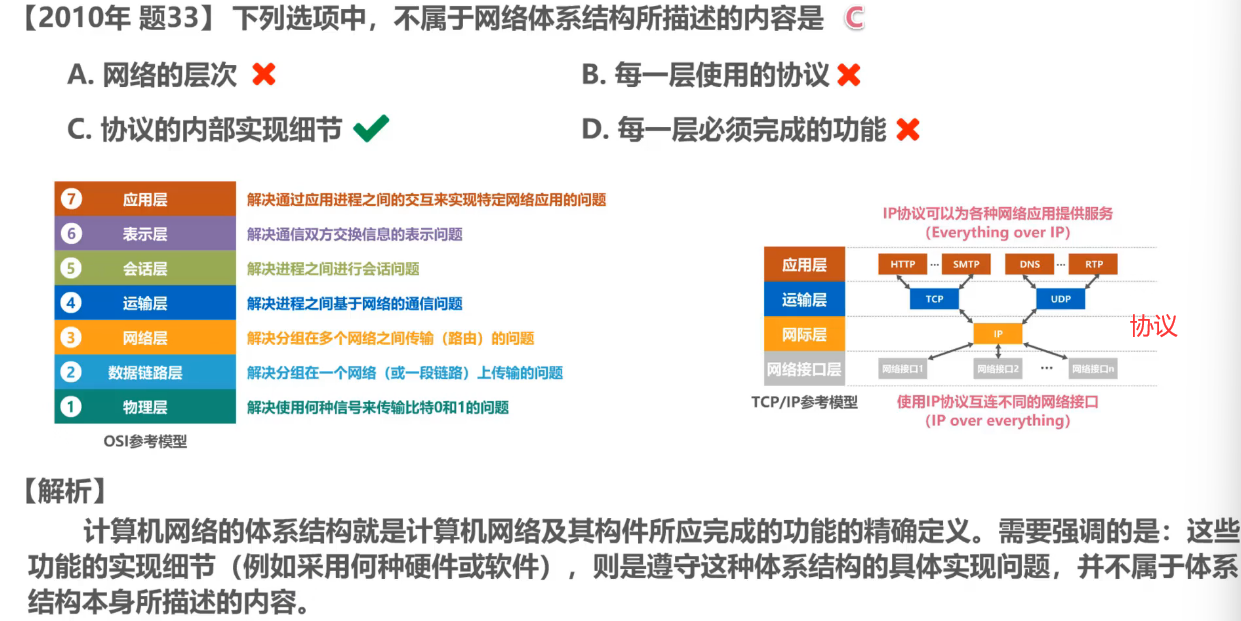 【2010年 题33】下列选项中，不属于网络体系结构所描述的内容是 C
A. 网络的层次
B. 每一层使用的协议
C. 协议的内部实现细节
D. 每一层必须完成的功能
7 应用层 解决通过应用进程之间的交互来实现特定网络应用的问题
6 表示层 解决通信双方交换信息的表示问题
5 会话层 解决进程之间进行会话问题
4 运输层 解决进程之间基于网络的通信问题
3 网络层 解决分组在多个网络之间传输（路由）的问题
2 数据链路层 解决分组在一个网络（或一段链路）上传输的问题
1 物理层 解决使用何种信号来传输比特0和1的问题
OSI参考模型
IP协议可以为各种网络应用提供服务
（Everything over IP）
应用层 HTTP ··· SMTP DNS ··· RTP
运输层 TCP UDP
网际层 IP
协议
网络接口层 网络接口1 网络接口2 ··· 网络接口n
TCP/IP参考模型
使用IP协议互连不同的网络接口
（IP over everything）
【解析】
计算机网络的体系结构就是计算机网络及其构件所应完成的功能的精确定义。需要强调的是：这些
功能的实现细节（例如采用何种硬件或软件），则是遵守这种体系结构的具体实现问题，并不属于体系
结构本身所描述的内容。